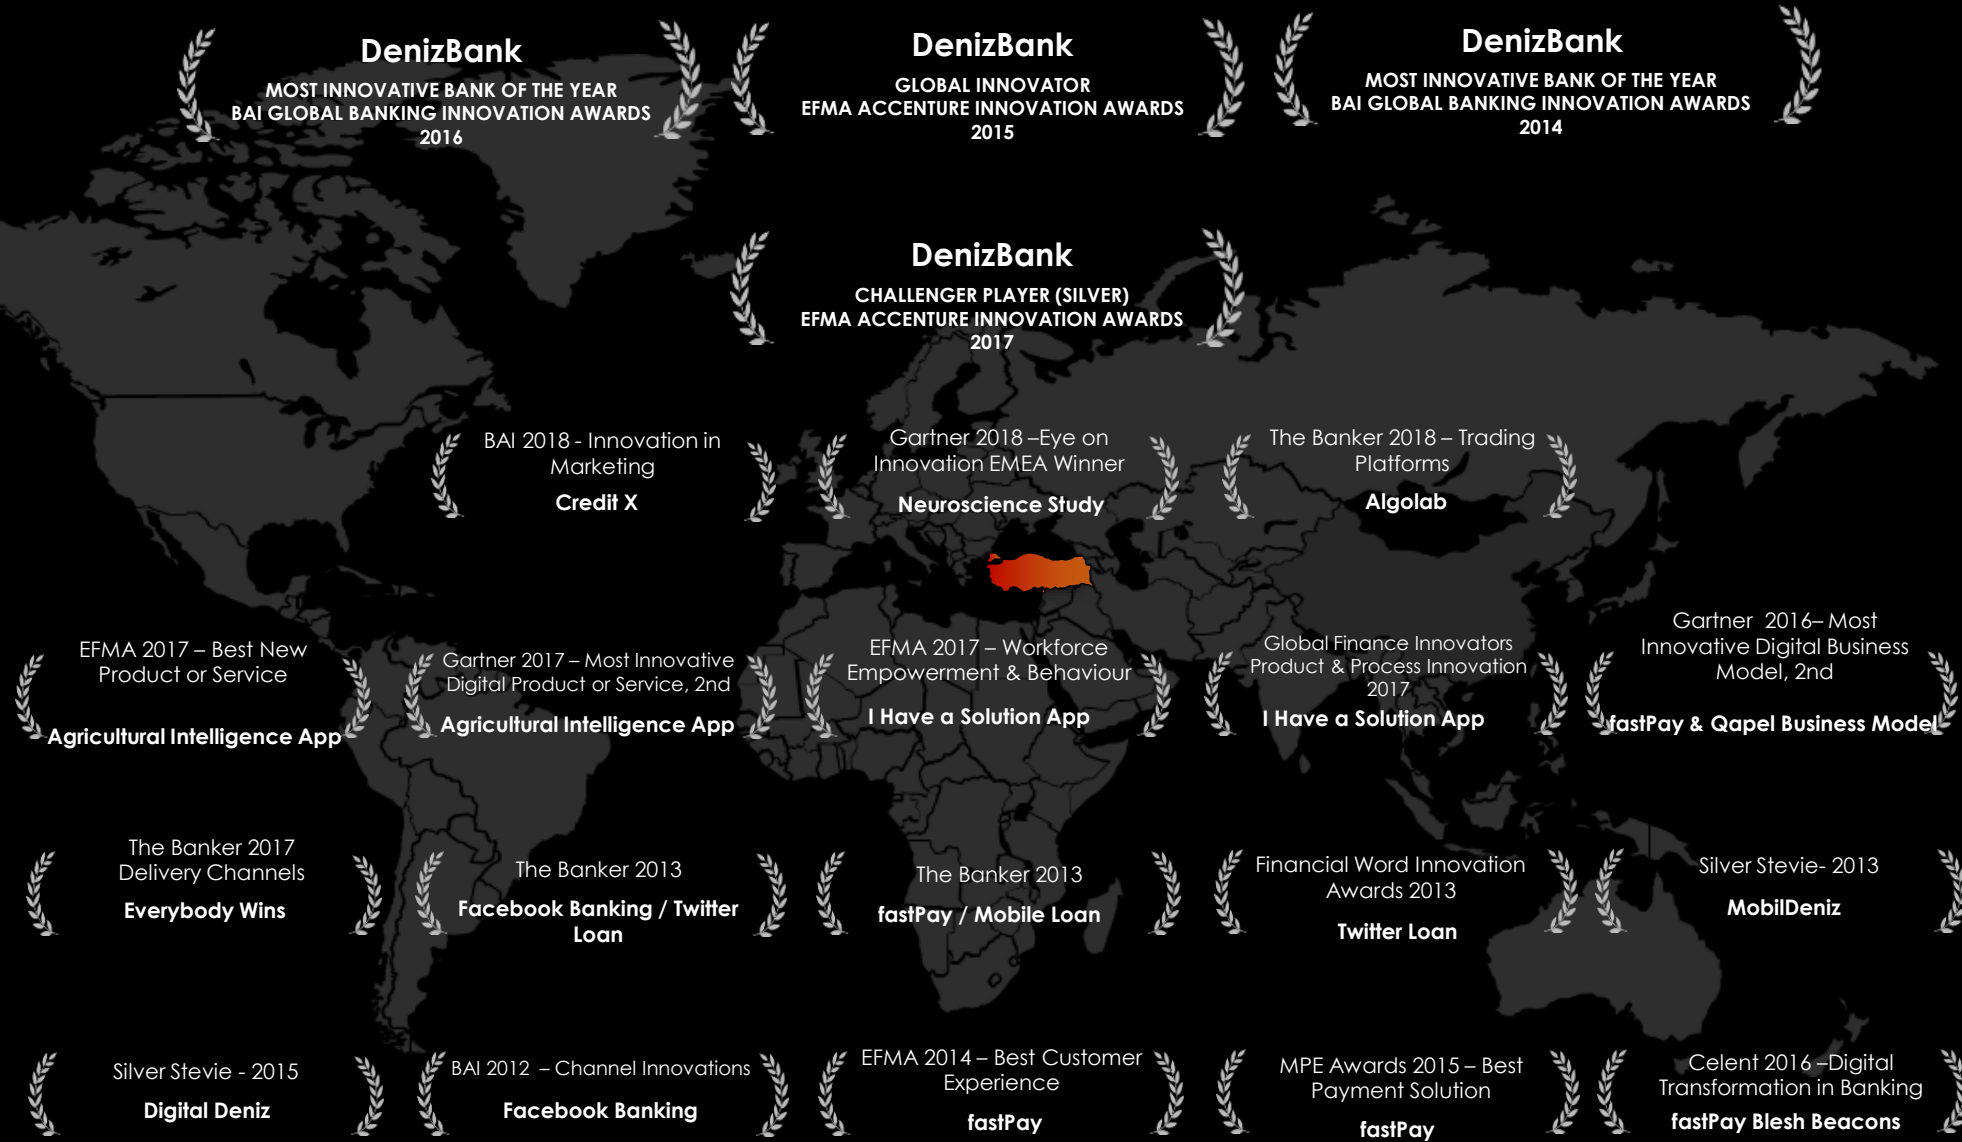 DenizBank
MOST INNOVATIVE BANK OF THE YEAR
BAI GLOBAL BANKING INNOVATION AWARDS
2016
DenizBank
GLOBAL INNOVATOR
EFMA ACCENTURE INNOVATION AWARDS
2015
DenizBank
MOST INNOVATIVE BANK OF THE YEAR
BAI GLOBAL BANKING INNOVATION AWARDS
2014
DenizBank
CHALLENGER PLAYER (SILVER)
EFMA ACCENTURE INNOVATION AWARDS
2017
BAI 2018 - Innovation in
Marketing
Credit X
Gartner 2018 –Eye on
Innovation EMEA Winner
Neuroscience Study
The Banker 2018 – Trading
Platforms
Algolab
EFMA 2017 – Best New
Product or Service
Agricultural Intelligence App
Gartner 2017 – Most Innovative
Digital Product or Service, 2nd
Agricultural Intelligence App
EFMA 2017 – Workforce
Empowerment & Behaviour
I Have a Solution App
Global Finance Innovators
Product & Process Innovation
2017
I Have a Solution App
Gartner 2016– Most
Innovative Digital Business
Model, 2nd
fastPay & Qapel Business Model
The Banker 2017
Delivery Channels
Everybody Wins
The Banker 2013
Facebook Banking / Twitter
Loan
The Banker 2013
fastPay / Mobile Loan
Financial Word Innovation
Awards 2013
Twitter Loan
Silver Stevie- 2013
MobilDeniz
Silver Stevie - 2015
Digital Deniz
BAI 2012 – Channel Innovations
Facebook Banking
EFMA 2014 – Best Customer
Experience
fastPay
MPE Awards 2015 – Best
Payment Solution
fastPay
Celent 2016 –Digital
Transformation in Banking
fastPay Blesh Beacons